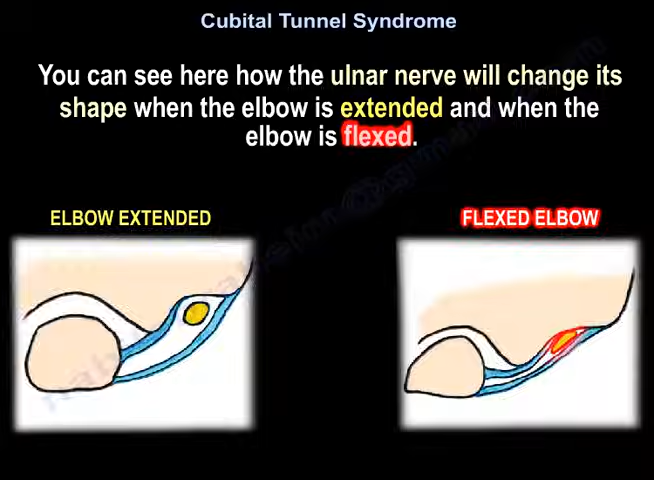 Cubital Tunnel Syndrome
You can see here how the ulnar nerve will change its
shape when the elbow is extended and when the
elbow is flexed.
ELBOW EXTENDED
FLEXED ELBOW